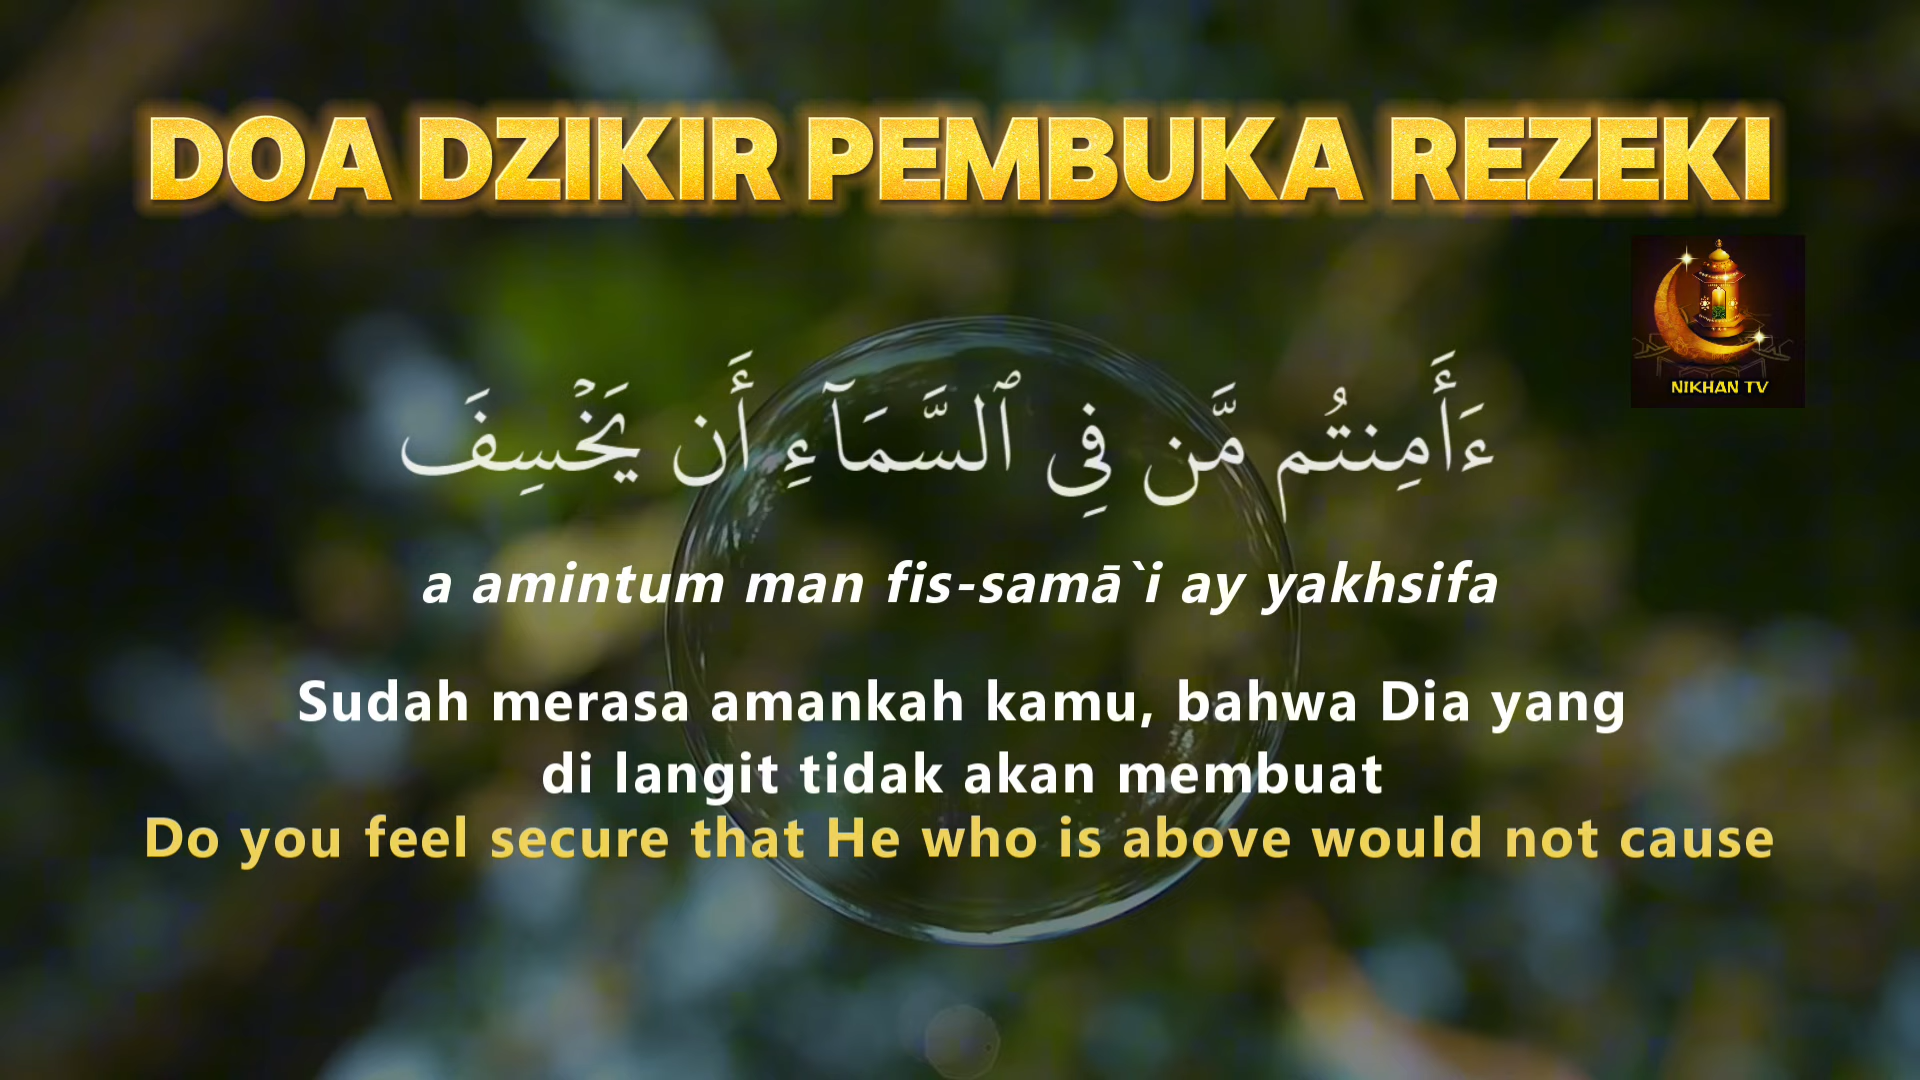 DOA DZIKIR PEMBUKA REZEKI
NIKHAN TV
ءَأَمِنتُم مَّن فِى ٱلسَّمَآءِ أَن يَخْسِفَ
a amintum man fis-samā`i ay yakhsifa
Sudah merasa amankah kamu, bahwa Dia yang
di langit tidak akan membuat
Do you feel secure that He who is above would not cause